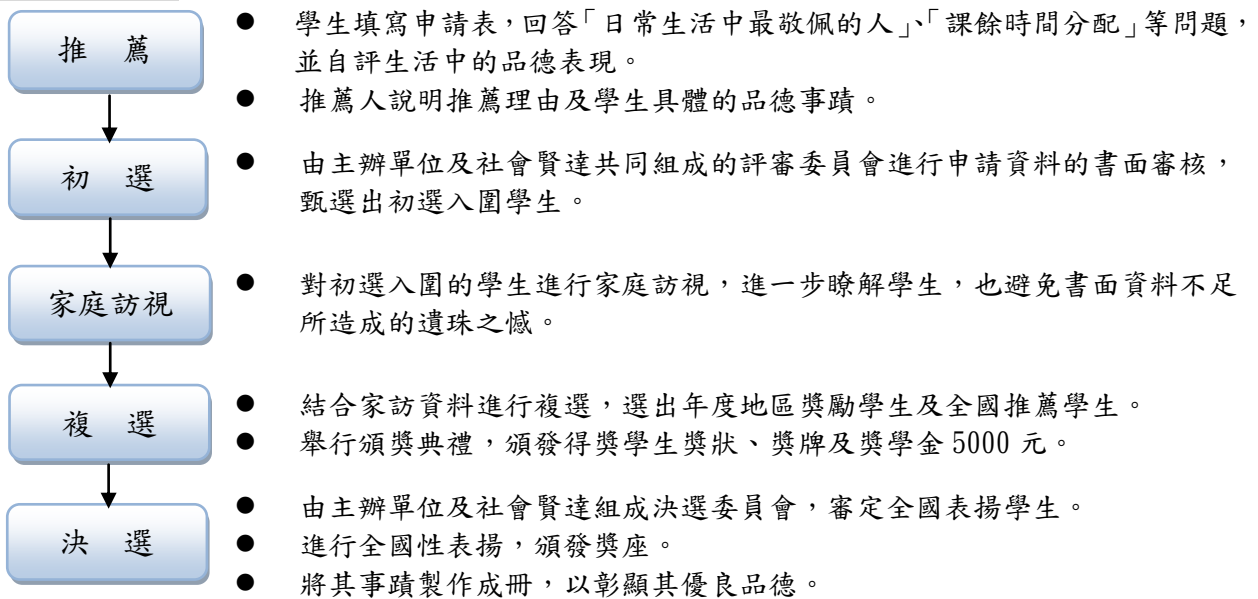 推 薦
● 學生填寫申請表，回答「日常生活中最敬佩的人」、「課餘時間分配」等問題，
並自評生活中的品德表現。
● 推薦人說明推薦理由及學生具體的品德事蹟。
初 選
● 由主辦單位及社會賢達共同組成的評審委員會進行申請資料的書面審核，
甄選出初選入圍學生。
家庭訪視
● 對初選入圍的學生進行家庭訪視，進一步瞭解學生，也避免書面資料不足
所造成的遺珠之憾。
複 選
● 結合家訪資料進行複選，選出年度地區獎勵學生及全國推薦學生。
● 舉行頒獎典禮，頒發得獎學生獎狀、獎牌及獎學金 5000 元。
決 選
● 由主辦單位及社會賢達組成決選委員會，審定全國表揚學生。
● 進行全國性表揚，頒發獎座。
● 將其事蹟製作成冊，以彰顯其優良品德。